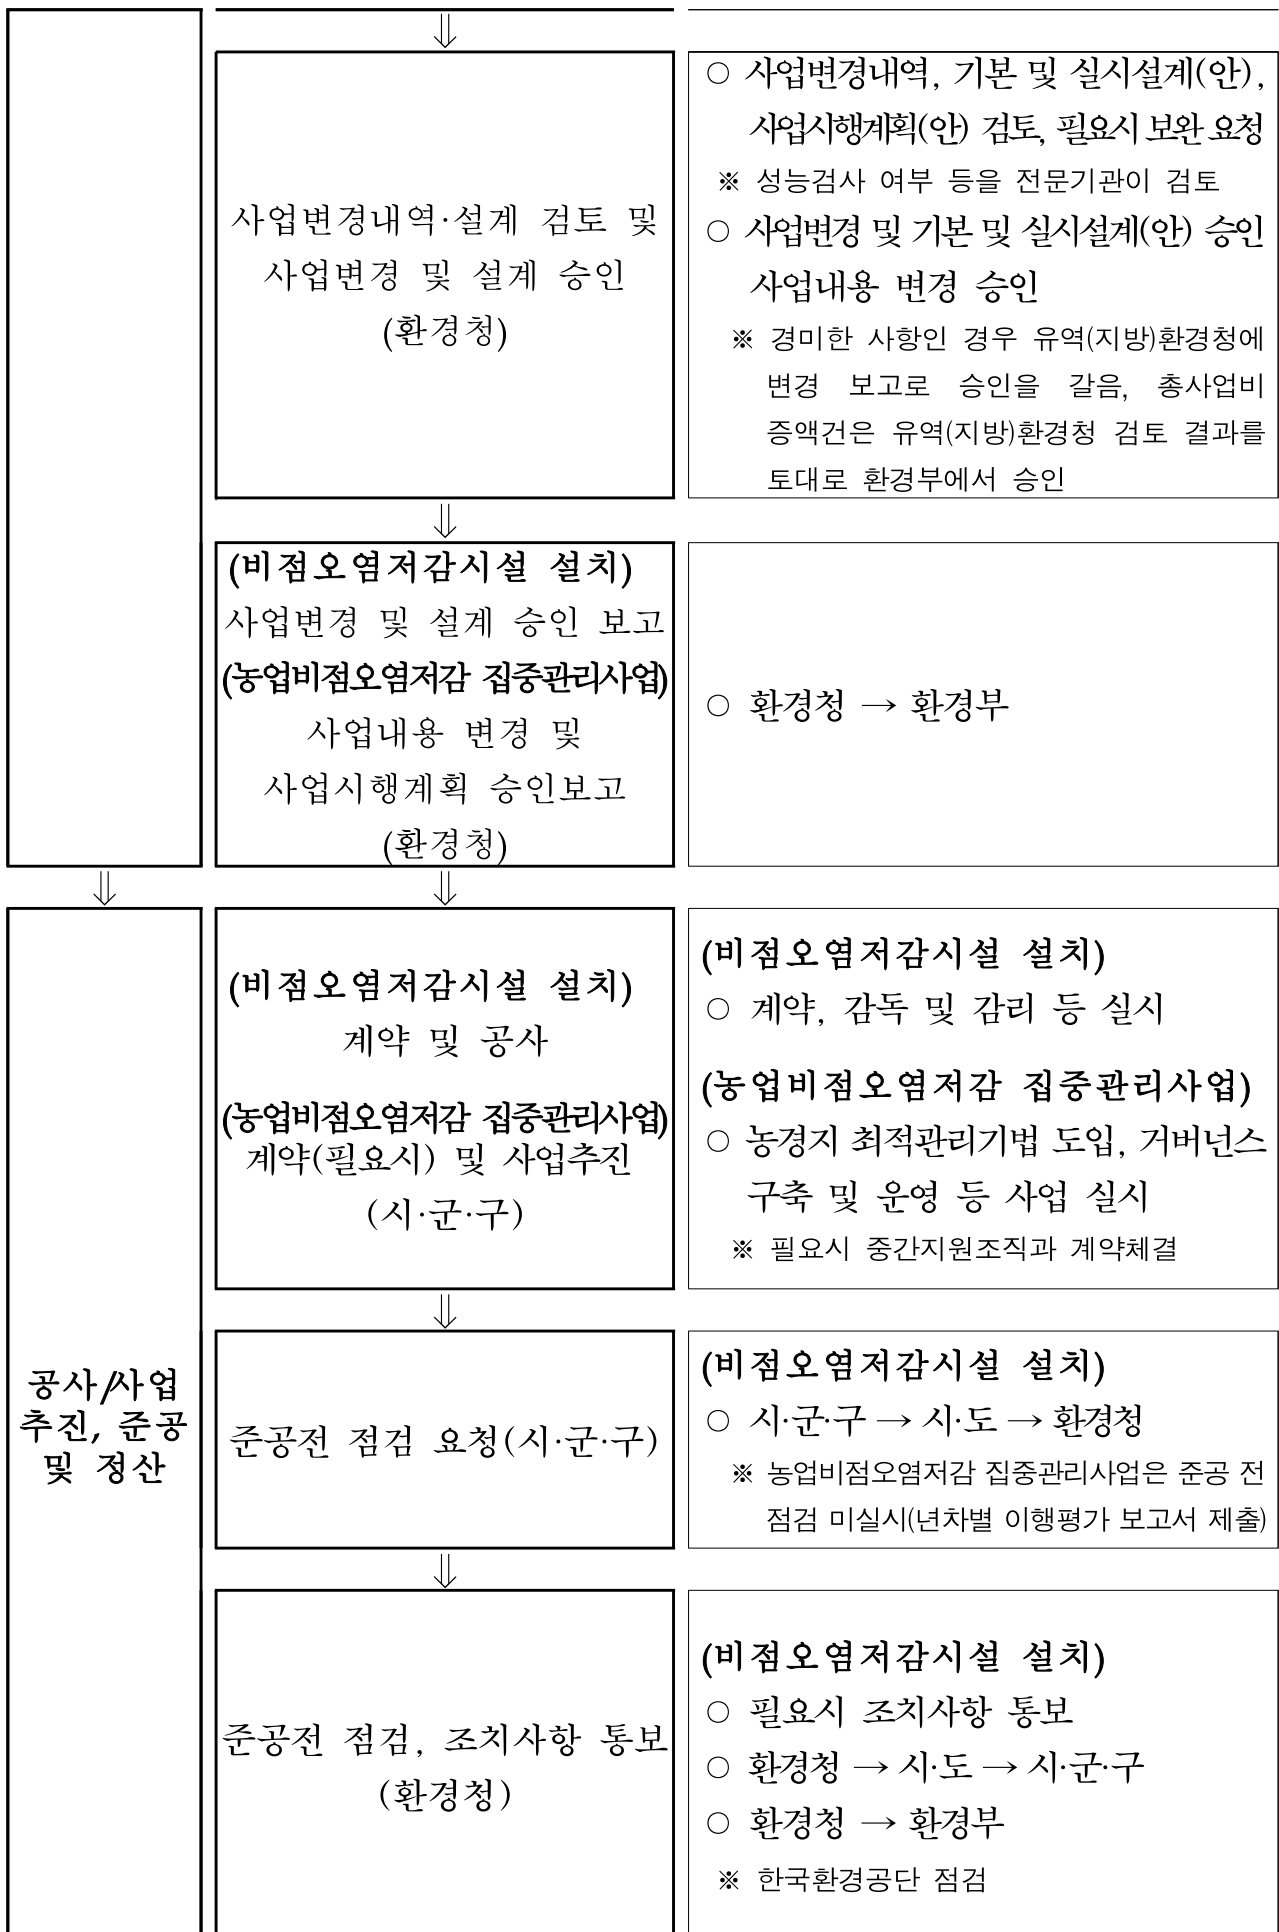 ⇓
사업변경내역·설계 검토 및
사업변경 및 설계 승인
(환경청)
○ 사업변경내역, 기본 및 실시설계(안),
사업시행계획(안) 검토, 필요시 보완 요청
※ 성능검사 여부 등을 전문기관이 검토
○ 사업변경 및 기본 및 실시설계(안) 승인
사업내용 변경 승인
※ 경미한 사항인 경우 유역(지방)환경청에
변경 보고로 승인을 갈음, 총사업비
증액건은 유역(지방)환경청 검토 결과를
토대로 환경부에서 승인
⇓
(비점오염저감시설 설치)
사업변경 및 설계 승인 보고
(농업비점오염저감 집중관리사업)
사업내용 변경 및
사업시행계획 승인보고
(환경청)
○ 환경청 → 환경부
⇓ ⇓
공사/사업
추진, 준공
및 정산
(비점오염저감시설 설치)
계약 및 공사
(농업비점오염저감 집중관리사업)
계약(필요시) 및 사업추진
(시·군·구)
(비점오염저감시설 설치)
○ 계약, 감독 및 감리 등 실시
(농업비점오염저감 집중관리사업)
○ 농경지 최적관리기법 도입, 거버넌스
구축 및 운영 등 사업 실시
※ 필요시 중간지원조직과 계약체결
⇓
준공전 점검 요청(시·군·구)
(비점오염저감시설 설치)
○ 시·군·구 → 시·도 → 환경청
※ 농업비점오염저감 집중관리사업은 준공 전
점검 미실시(년차별 이행평가 보고서 제출)
⇓
준공전 점검, 조치사항 통보
(환경청)
(비점오염저감시설 설치)
○ 필요시 조치사항 통보
○ 환경청 → 시·도 → 시·군·구
○ 환경청 → 환경부
※ 한국환경공단 점검